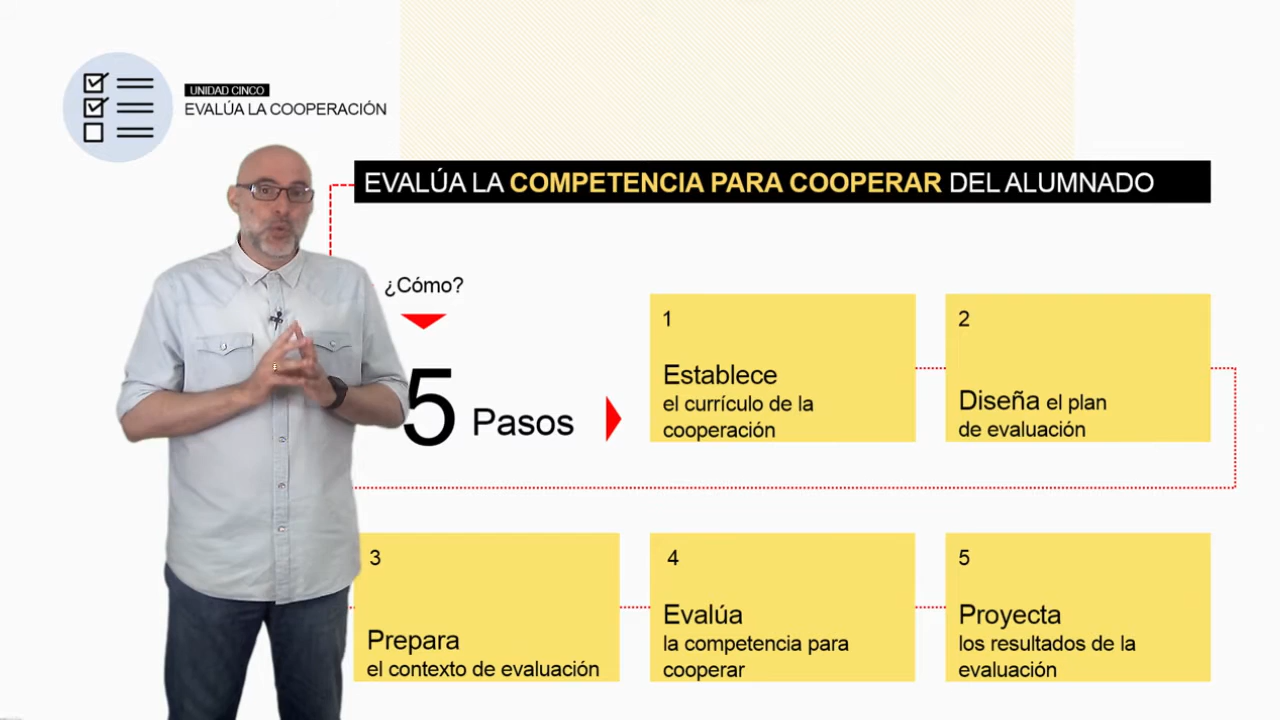 UNIDAD CINCO
EVALÚA LA COOPERACIÓN
EVALÚA LA COMPETENCIA PARA COOPERAR DEL ALUMNADO
¿Cómo?
5 Pasos
1
Establece
el currículo de la
cooperación
2
Diseña el plan
de evaluación
3
Prepara
el contexto de evaluación
4
Evalúa
la competencia para
cooperar
5
Proyecta
los resultados de la
evaluación